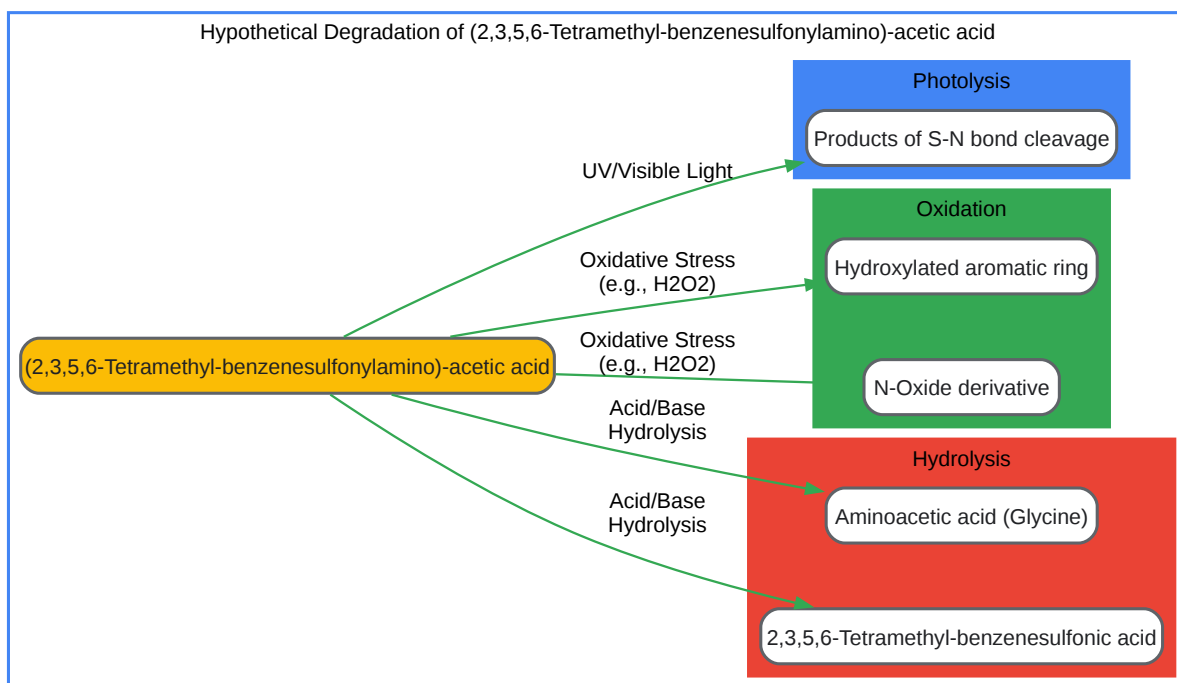 Hypothetical Degradation of (2,3,5,6-Tetramethyl-benzenesulfonylamino)-acetic acid
Photolysis
Products of S-N bond cleavage
UV/Visible Light
Oxidation
Oxidative Stress
(e.g., H2O2)
Hydroxylated aromatic ring
Oxidative Stress
(e.g., H2O2)
(2,3,5,6-Tetramethyl-benzenesulfonylamino)-acetic acid
N-Oxide derivative
Acid/Base
Hydrolysis
Hydrolysis
Aminoacetic acid (Glycine)
Acid/Base
Hydrolysis
2,3,5,6-Tetramethyl-benzenesulfonic acid